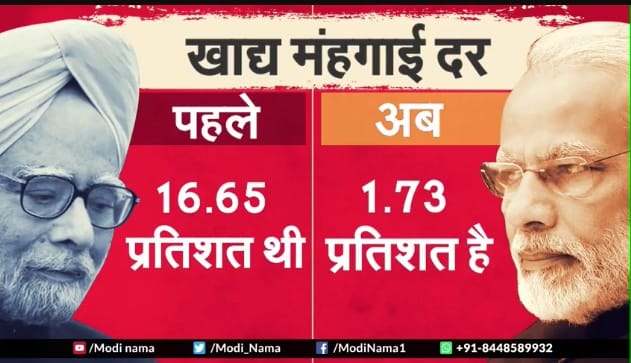 खाद्य मंहगाई दर
पहले
अब
16.65
प्रतिशत थी
1.73
प्रतिशत है
/Modi nama /Modi_Nama /ModiNama1 +91-8448589932